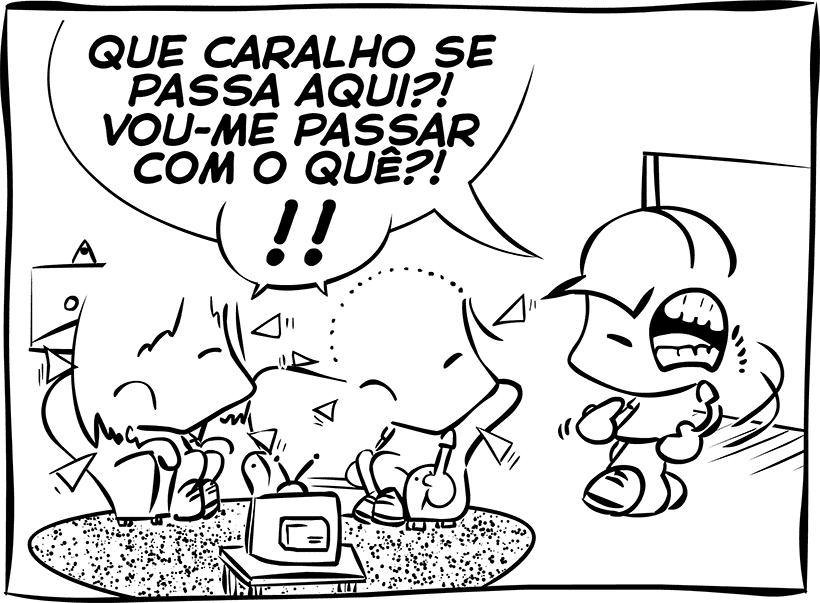 QUE CARALHO SE
PASSA AQUI?!
VOU-ME PASSAR
COM O QUÊ?!
!!